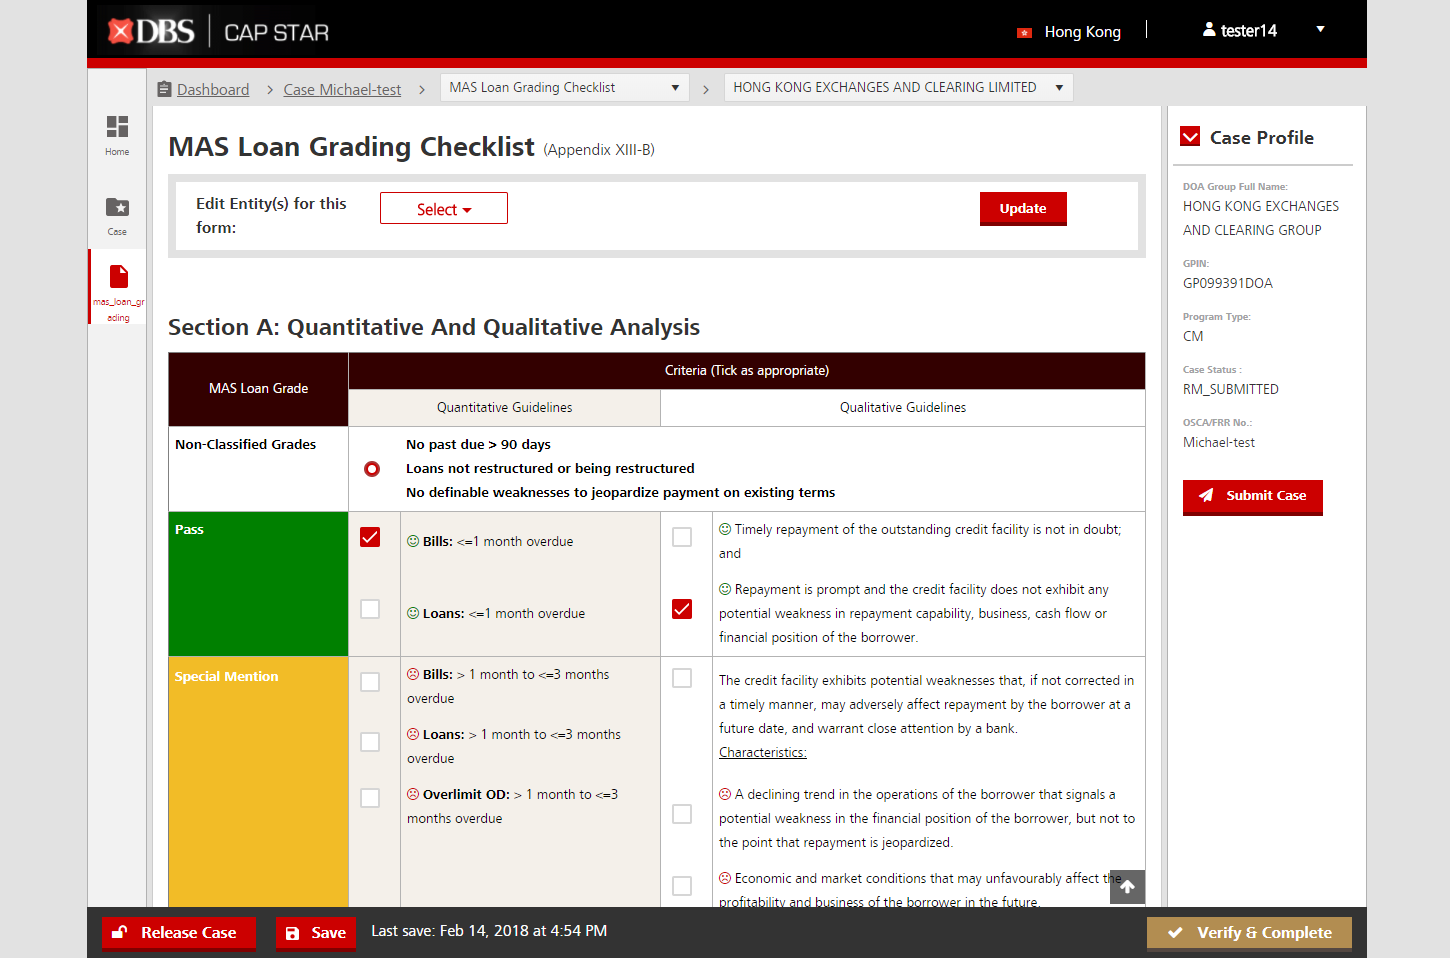 DBS | CAP STAR
Hong Kong
tester14
Dashboard > Case Michael-test > MAS Loan Grading Checklist > HONG KONG EXCHANGES AND CLEARING LIMITED
Home
Case
mas_loan_gr
ading
MAS Loan Grading Checklist (Appendix XIII-B)
Edit Entity(s) for this
form:
Select
Update
Section A: Quantitative And Qualitative Analysis
MAS Loan Grade
Criteria (Tick as appropriate)
Quantitative Guidelines
Qualitative Guidelines
Non-Classified Grades
No past due > 90 days
Loans not restructured or being restructured
No definable weaknesses to jeopardize payment on existing terms
Pass
Bills: <=1 month overdue
Loans: <=1 month overdue
Timely repayment of the outstanding credit facility is not in doubt;
and
Repayment is prompt and the credit facility does not exhibit any
potential weakness in repayment capability, business, cash flow or
financial position of the borrower.
Special Mention
Bills: > 1 month to <=3 months
overdue
Loans: > 1 month to <=3 months
overdue
Overlimit OD: > 1 month to <=3
months overdue
The credit facility exhibits potential weaknesses that, if not corrected in
a timely manner, may adversely affect repayment by the borrower at a
future date, and warrant close attention by a bank.
Characteristics:
A declining trend in the operations of the borrower that signals a
potential weakness in the financial position of the borrower, but not to
the point that repayment is jeopardized.
Economic and market conditions that may unfavourably affect the
profitability and business of the borrower in the future.
Case Profile
DOA Group Full Name:
HONG KONG EXCHANGES
AND CLEARING GROUP
GPIN:
GP099391DOA
Program Type:
CM
Case Status :
RM_SUBMITTED
OSCA/FRR No.:
Michael-test
Submit Case
Release Case
Save
Last save: Feb 14, 2018 at 4:54 PM
Verify & Complete